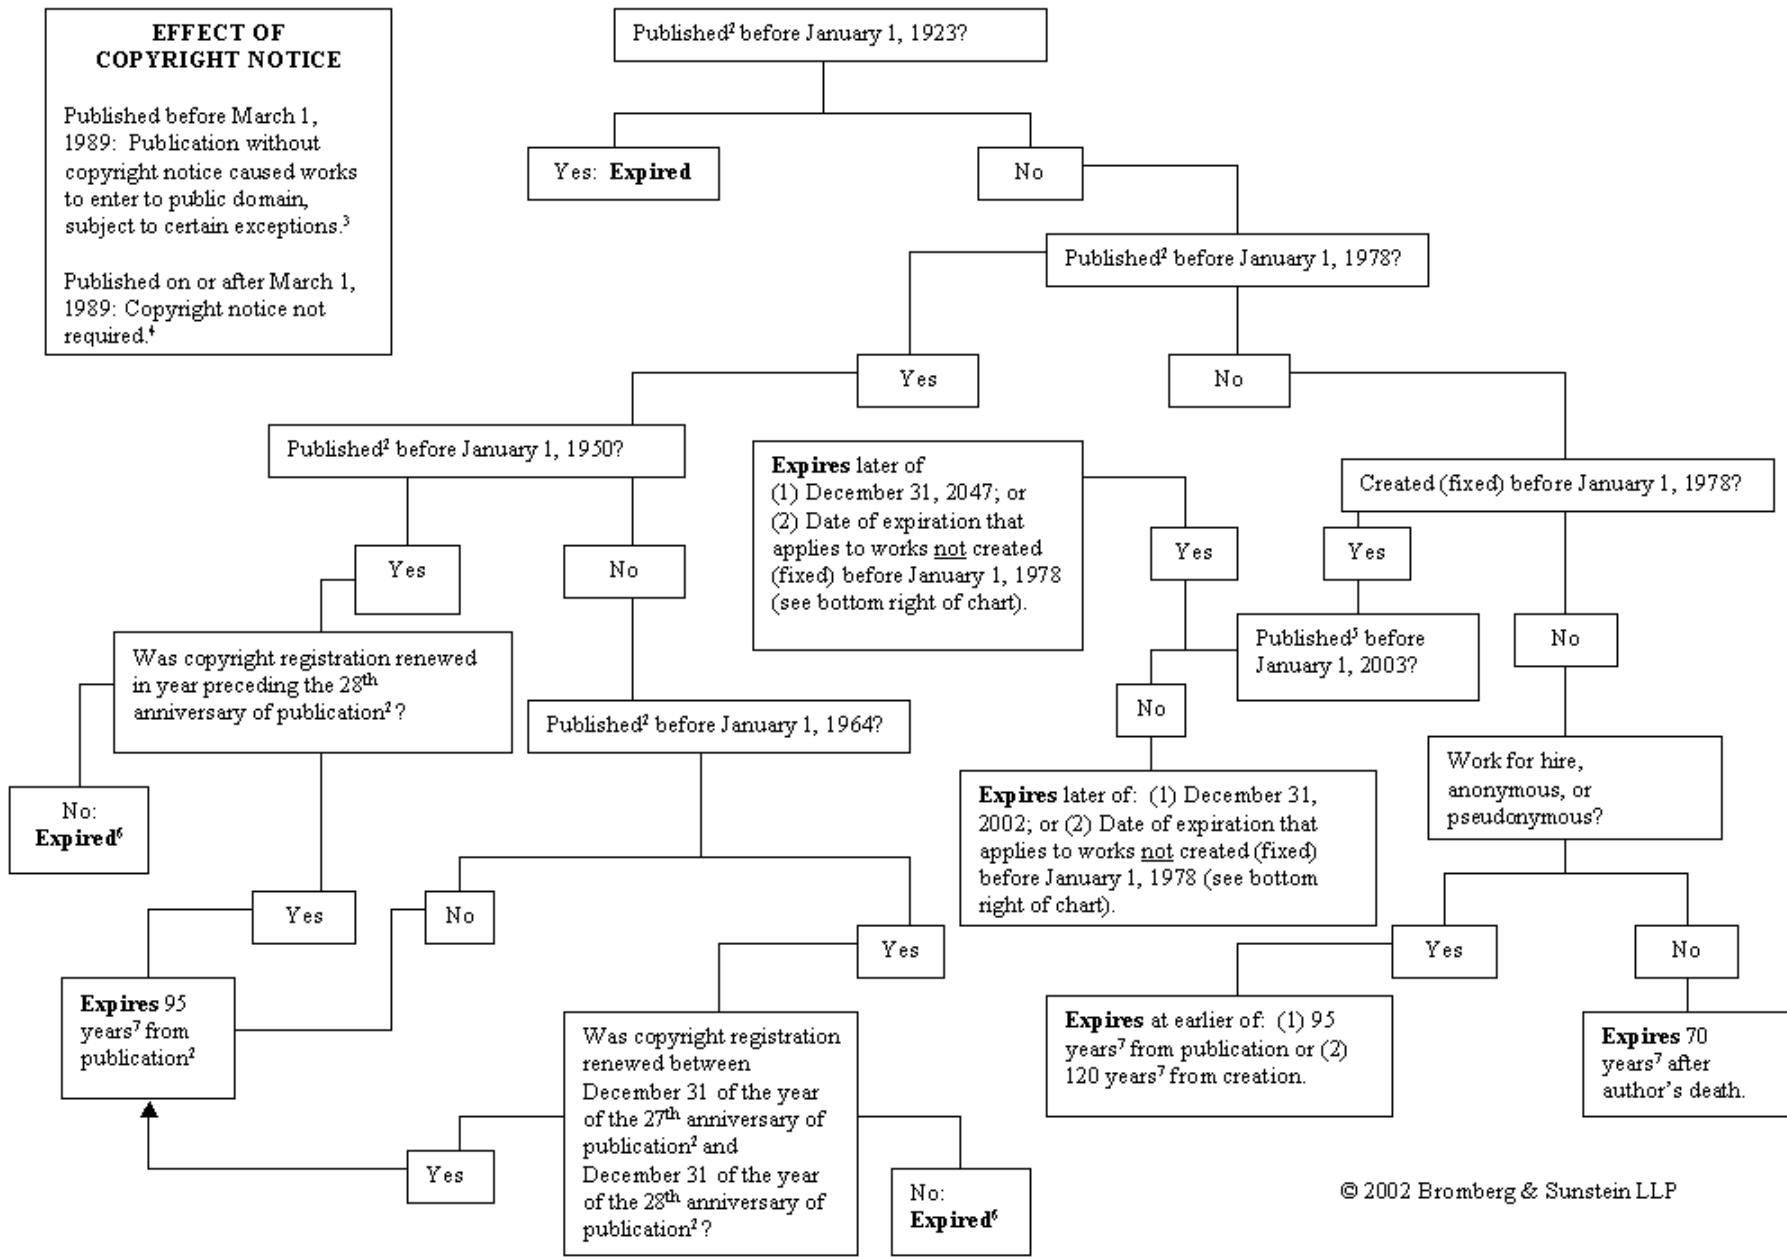 EFFECT OF
COPYRIGHT NOTICE
Published before March 1,
1989: Publication without
copyright notice caused works
to enter to public domain,
subject to certain exceptions.³
Published on or after March 1,
1989: Copyright notice not
required.⁴
Published² before January 1, 1923?
Yes: Expired
No
Published² before January 1, 1978?
Yes
No
Published² before January 1, 1950?
Expires later of
(1) December 31, 2047; or
(2) Date of expiration that
applies to works not created
(fixed) before January 1, 1978
(see bottom right of chart).
Created (fixed) before January 1, 1978?
Yes
No
Yes
Yes
Was copyright registration renewed
in year preceding the 28th
anniversary of publication²?
Published⁵ before
January 1, 2003?
No
No
Published² before January 1, 1964?
Work for hire,
anonymous, or
pseudonymous?
No:
Expired⁶
Expires later of: (1) December 31,
2002; or (2) Date of expiration that
applies to works not created (fixed)
before January 1, 1978 (see bottom
right of chart).
Yes
No
Yes
Yes
No
Expires 95
years⁷ from
publication²
Was copyright registration
renewed between
December 31 of the year
of the 27th anniversary of
publication² and
December 31 of the year
of the 28th anniversary of
publication²?
Expires at earlier of: (1) 95
years⁷ from publication or (2)
120 years⁷ from creation.
Expires 70
years⁷ after
author's death.
Yes
No:
Expired⁶
© 2002 Bromberg & Sunstein LLP